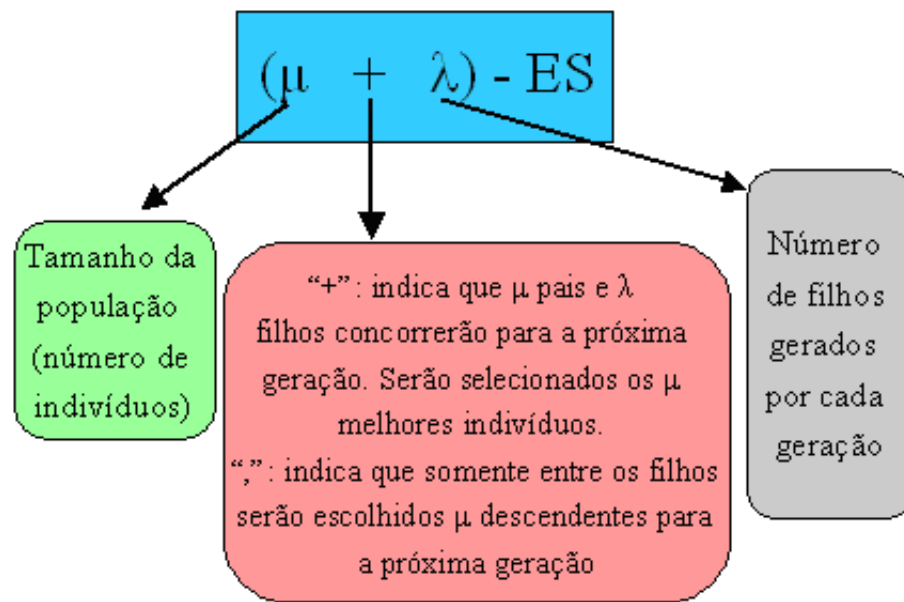 (μ + λ) - ES
Tamanho da
população
(número de
indivíduos)
“+”: indica que μ pais e λ
filhos concorrerão para a próxima
geração. Serão selecionados os μ
melhores indivíduos.
“,”: indica que somente entre os filhos
serão escolhidos μ descendentes para
a próxima geração
Número
de filhos
gerados
por cada
geração